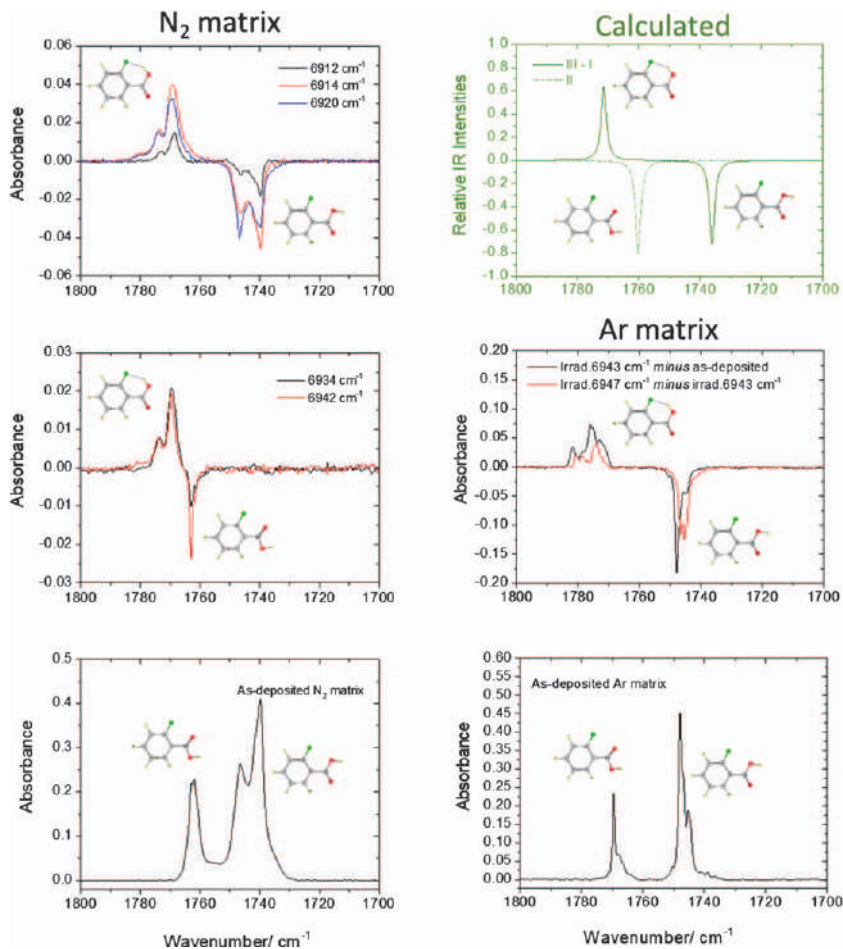 N₂ matrix
0.06
0.04
0.02
0.00
-0.02
-0.04
-0.06
Absorbance
6912 cm⁻¹
6914 cm⁻¹
6920 cm⁻¹
1800 1780 1760 1740 1720 1700
Calculated
1.0
0.8
0.6
0.4
0.2
0.0
-0.2
-0.4
-0.6
-0.8
-1.0
Relative IR Intensities
III - I
II
1800 1780 1760 1740 1720 1700
0.03
0.02
0.01
0.00
-0.01
-0.02
-0.03
Absorbance
6934 cm⁻¹
6942 cm⁻¹
1800 1780 1760 1740 1720 1700
Ar matrix
0.20
0.15
0.10
0.05
0.00
-0.05
-0.10
-0.15
-0.20
Absorbance
Irrad.6943 cm⁻¹ minus as-deposited
Irrad.6947 cm⁻¹ minus irrad.6943 cm⁻¹
1800 1780 1760 1740 1720 1700
0.5
0.4
0.3
0.2
0.1
0.0
Absorbance
As-deposited N₂ matrix
1800 1780 1760 1740 1720 1700
Wavenumber/ cm⁻¹
0.60
0.55
0.50
0.45
0.40
0.35
0.30
0.25
0.20
0.15
0.10
0.05
0.00
Absorbance
As-deposited Ar matrix
1800 1780 1760 1740 1720 1700
Wavenumber/ cm⁻¹